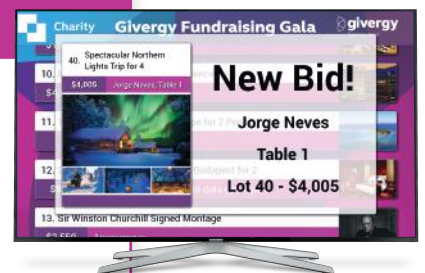 Charity Givergy Fundraising Gala givergy
40. Spectacular Northern
Lights Trip for 4
$4,005 Jorge Neves, Table 1
New Bid!
Jorge Neves
Table 1
Lot 40 - $4,005
10.
11.
12. Budapest for 2
13. Sir Winston Churchill Signed Montage
$2,550